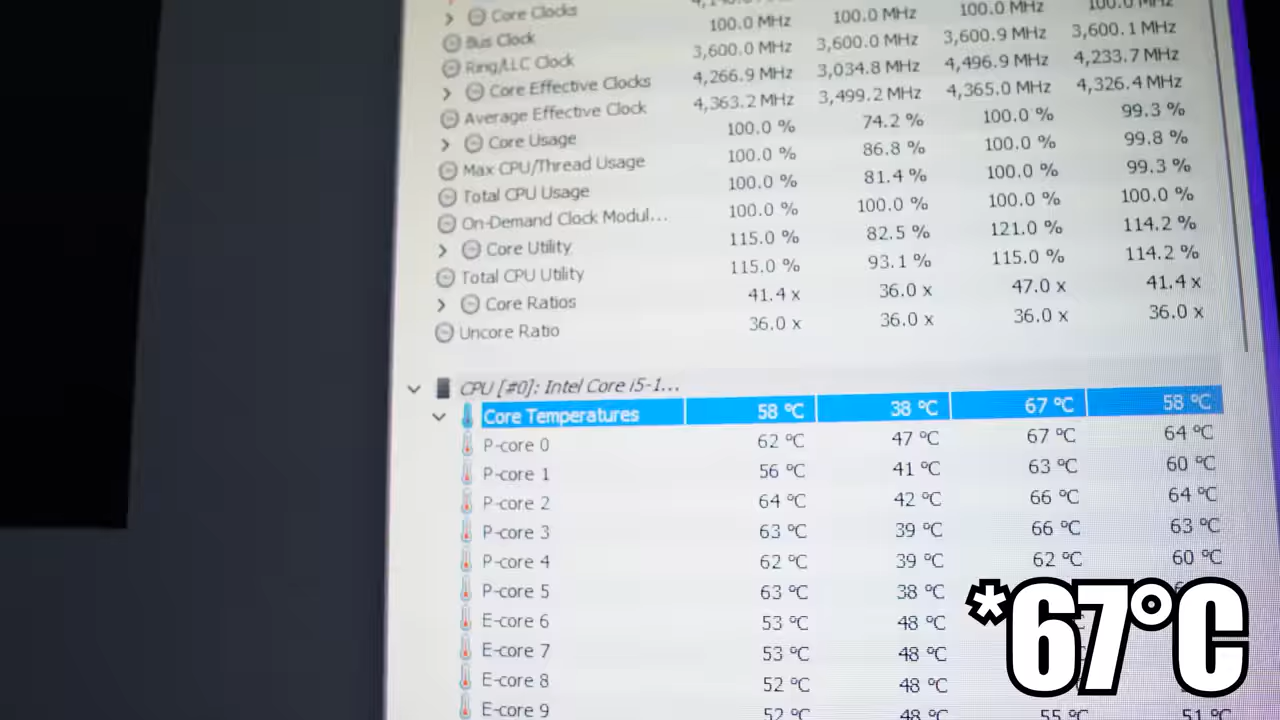 Core Clocks
Bus Clock 100.0 MHz 100.0 MHz 100.0 MHz 100.0 MHz
Ring/LLC Clock 3,600.0 MHz 3,600.0 MHz 3,600.9 MHz 3,600.1 MHz
Core Effective Clocks 4,266.9 MHz 3,034.8 MHz 4,496.9 MHz 4,233.7 MHz
Average Effective Clock 4,363.2 MHz 3,499.2 MHz 4,365.0 MHz 4,326.4 MHz
Core Usage 100.0 % 74.2 % 100.0 % 99.3 %
Max CPU/Thread Usage 100.0 % 86.8 % 100.0 % 99.8 %
Total CPU Usage 100.0 % 81.4 % 100.0 % 99.3 %
On-Demand Clock Modul... 100.0 % 100.0 % 100.0 % 100.0 %
Core Utility 115.0 % 82.5 % 121.0 % 114.2 %
Total CPU Utility 115.0 % 93.1 % 115.0 % 114.2 %
Core Ratios 41.4 x 36.0 x 47.0 x 41.4 x
Uncore Ratio 36.0 x 36.0 x 36.0 x 36.0 x
CPU [#0]: Intel Core i5-1...
Core Temperatures 58 °C 38 °C 67 °C 58 °C
P-core 0 62 °C 47 °C 67 °C 64 °C
P-core 1 56 °C 41 °C 63 °C 60 °C
P-core 2 64 °C 42 °C 66 °C 64 °C
P-core 3 63 °C 39 °C 66 °C 63 °C
P-core 4 62 °C 39 °C 62 °C 60 °C
P-core 5 63 °C 38 °C
E-core 6 53 °C 48 °C
E-core 7 53 °C 48 °C
E-core 8 52 °C 48 °C
E-core 9 52 °C 48 °C 55 °C 51 °C
*67°C